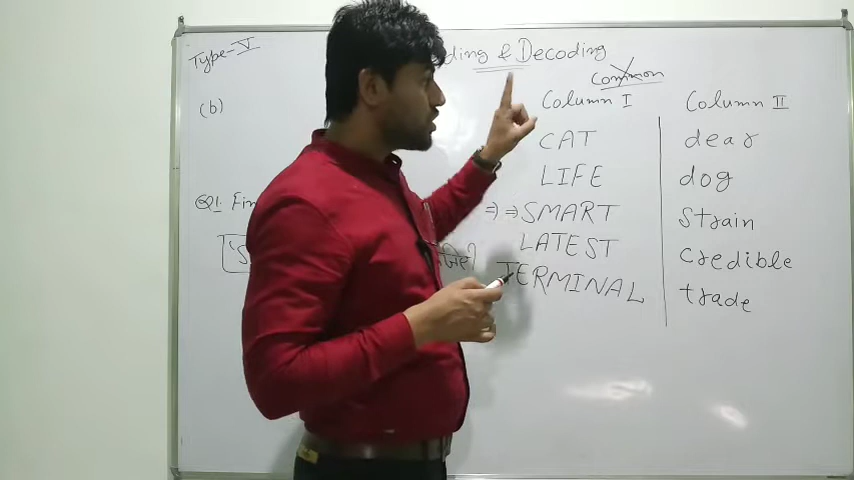 Type-V
ding & Decoding
Common
(b)
Column I
Column II
CAT
dear
LIFE
dog
Q1. Fin
⇒ ⇒ SMART
Strain
LATEST
credible
TERMINAL
trade